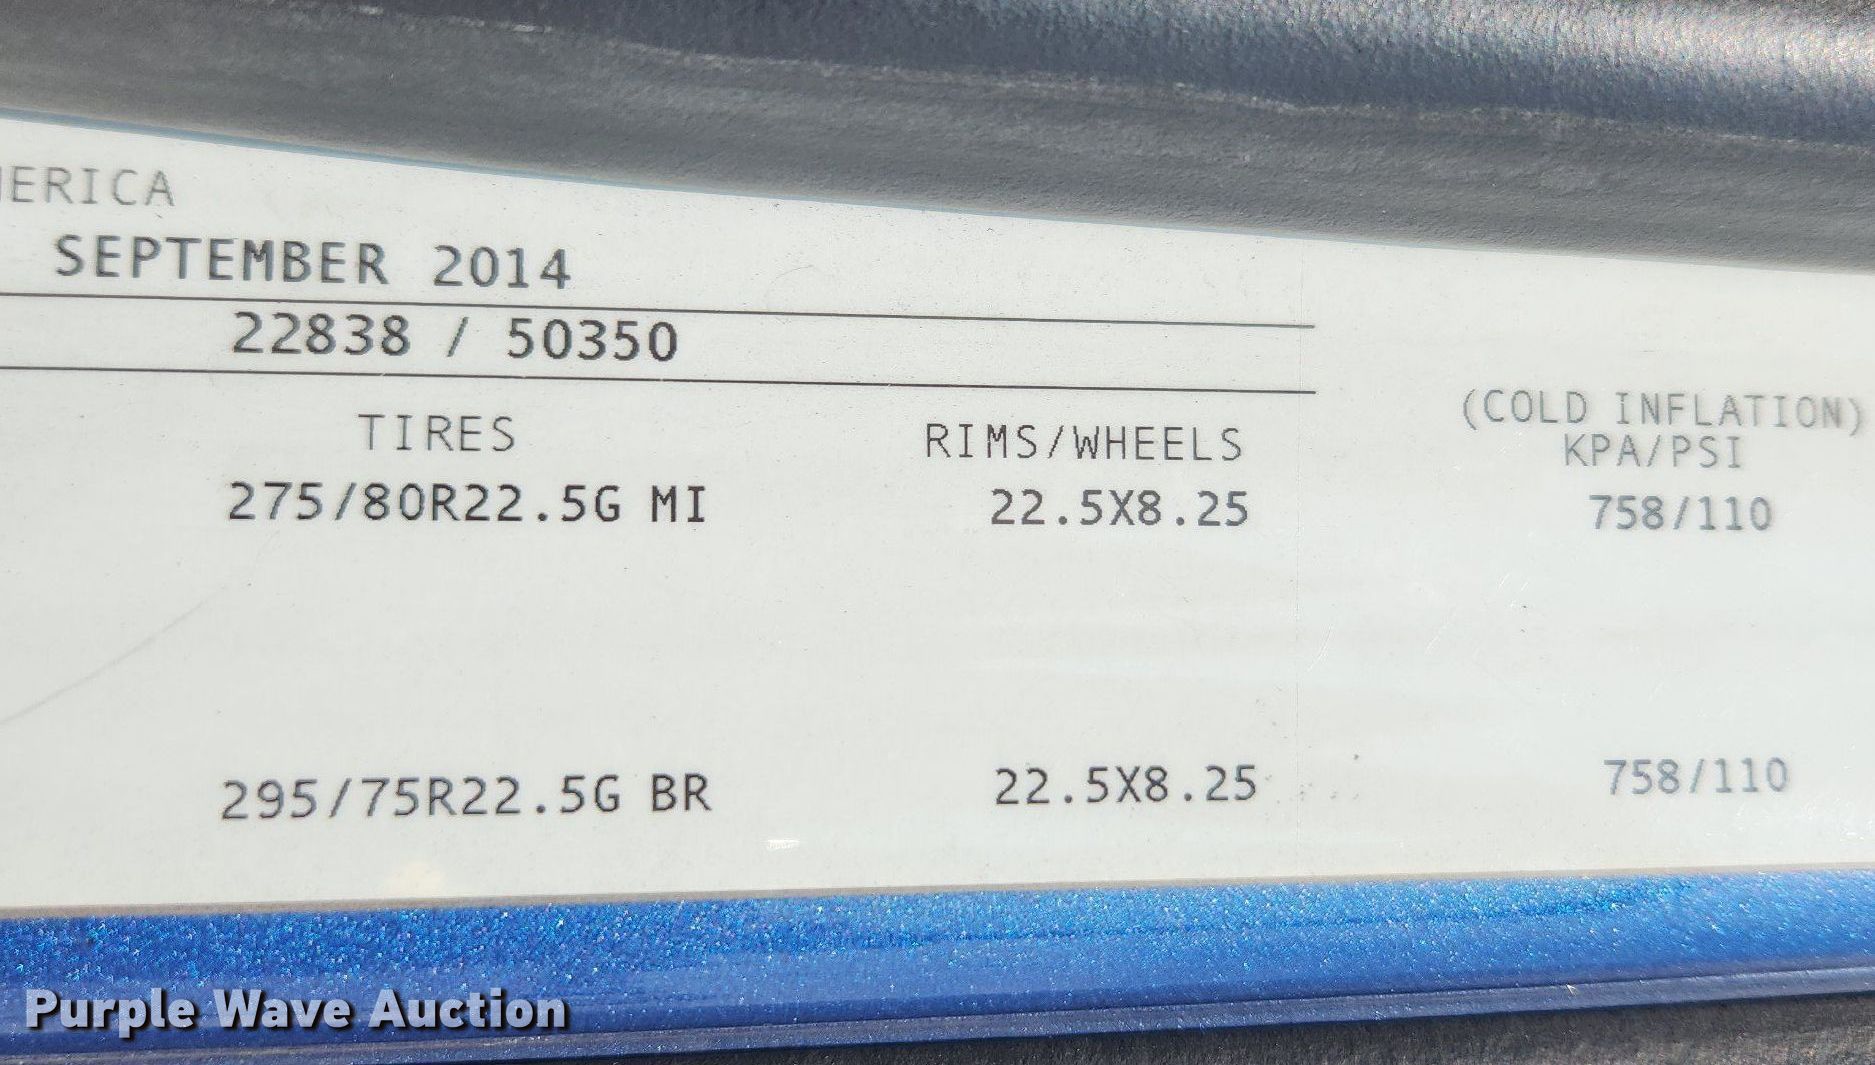 MERICA
SEPTEMBER 2014
22838 / 50350
TIRES RIMS/WHEELS (COLD INFLATION) KPA/PSI
275/80R22.5G MI 22.5X8.25 758/110
295/75R22.5G BR 22.5X8.25 758/110
Purple Wave Auction